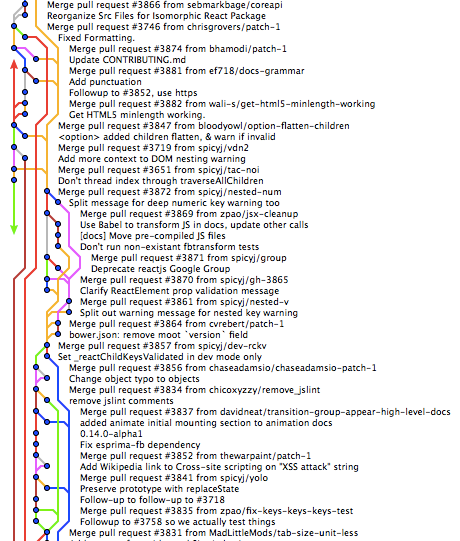 Merge pull request #3866 from sebmarkbage/coreapi
Reorganize Src Files for Isomorphic React Package
Merge pull request #3746 from chrisgrovers/patch-1
Fixed Formatting.
Merge pull request #3874 from bhamodi/patch-1
Update CONTRIBUTING.md
Merge pull request #3881 from ef718/docs-grammar
Add punctuation
Followup to #3852, use https
Merge pull request #3882 from wali-s/get-html5-minlength-working
Get HTML5 minlength working.
Merge pull request #3847 from bloodyowl/option-flatten-children
<option> added children flatten, & warn if invalid
Merge pull request #3719 from spicyj/vdn2
Add more context to DOM nesting warning
Merge pull request #3651 from spicyj/tac-noi
Don't thread index through traverseAllChildren
Merge pull request #3872 from spicyj/nested-num
Split message for deep numeric key warning too
Merge pull request #3869 from zpao/jsx-cleanup
Use Babel to transform JS in docs, update other calls
[docs] Move pre-compiled JS files
Don't run non-existant fbtransform tests
Merge pull request #3871 from spicyj/group
Deprecate reactjs Google Group
Merge pull request #3870 from spicyj/gh-3865
Clarify ReactElement prop validation message
Merge pull request #3861 from spicyj/nested-v
Split out warning message for nested key warning
Merge pull request #3864 from cvrebert/patch-1
bower.json: remove moot `version` field
Merge pull request #3857 from spicyj/dev-rckv
Set _reactChildKeysValidated in dev mode only
Merge pull request #3856 from chaseadamsio/chaseadamsio-patch-1
Change object typo to objects
Merge pull request #3834 from chicoxyzzy/remove_jslint
remove jslint comments
Merge pull request #3837 from davidneat/transition-group-appear-high-level-docs
added animate initial mounting section to animation docs
0.14.0-alpha1
Fix esprima-fb dependency
Merge pull request #3852 from thewarpaint/patch-1
Add Wikipedia link to Cross-site scripting on "XSS attack" string
Merge pull request #3841 from spicyj/yolo
Preserve prototype with replaceState
Follow-up to follow-up to #3718
Merge pull request #3835 from zpao/fix-keys-keys-keys-test
Followup to #3758 so we actually test things
Merge pull request #3831 from MadLittleMods/tab-size-unit-less